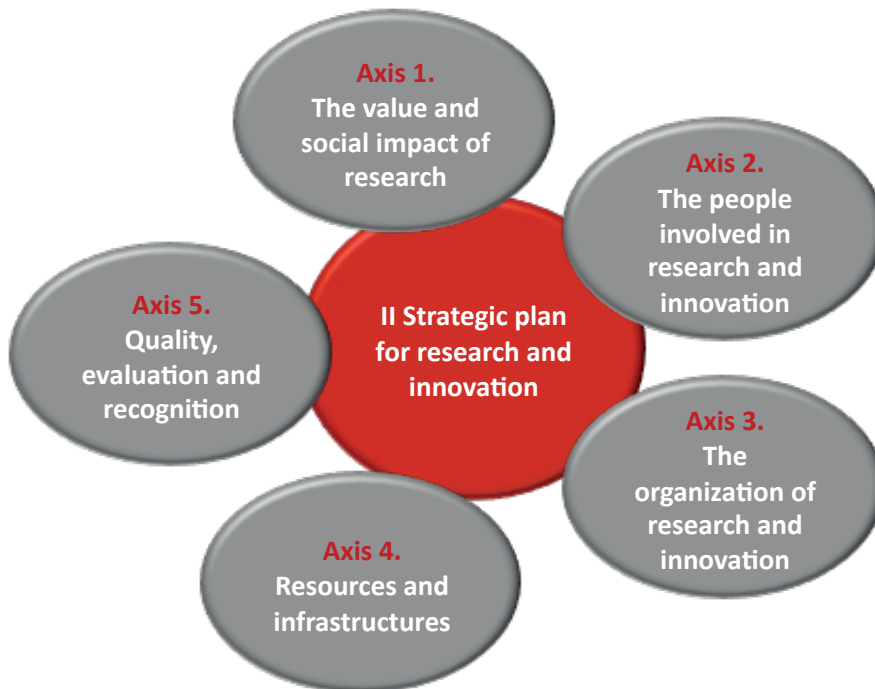 Axis 1.
The value and
social impact of
research
Axis 2.
The people
involved in
research and
innovation
II Strategic plan
for research and
innovation
Axis 5.
Quality,
evaluation and
recognition
Axis 3.
The
organization of
research and
innovation
Axis 4.
Resources and
infrastructures